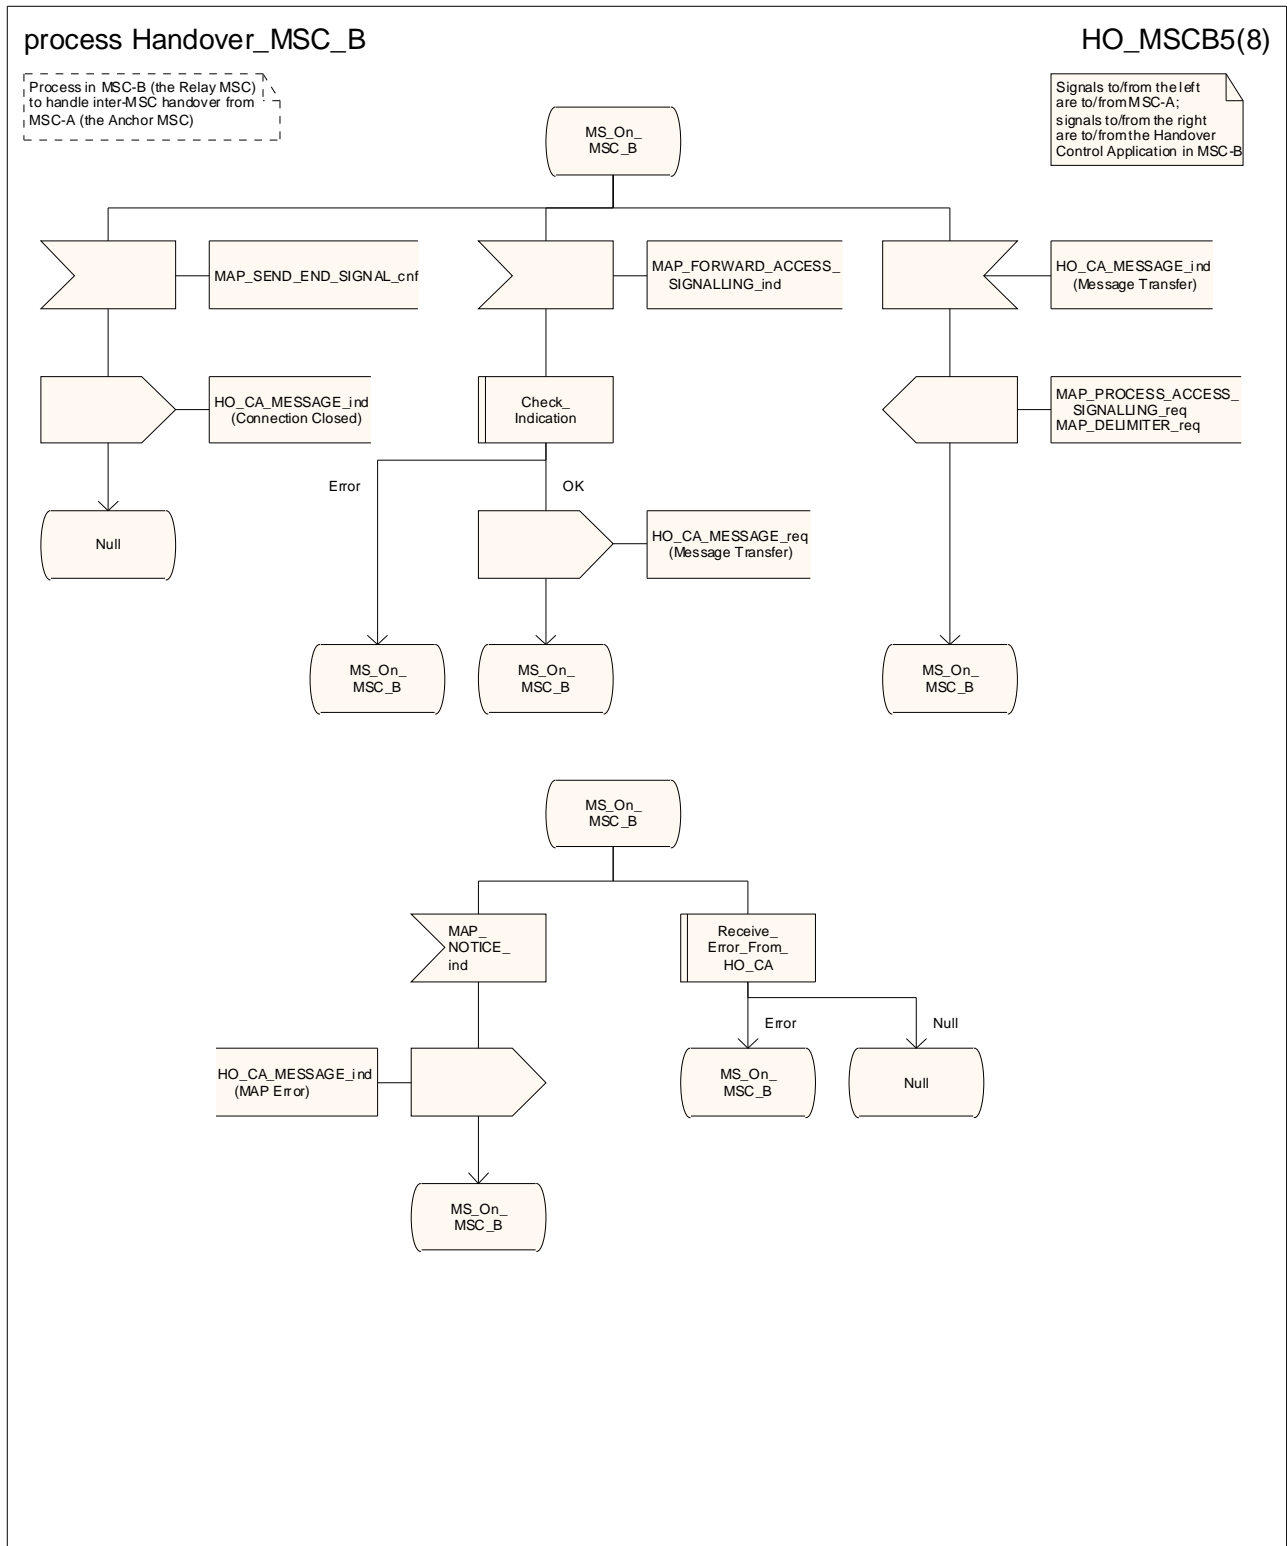 process Handover_MSC_B
HO_MSCB5(8)
Process in MSC-B (the Relay MSC)
to handle inter-MSC handover from
MSC-A (the Anchor MSC)
Signals to/from the left
are to/from MSC-A;
signals to/from the right
are to/from the Handover
Control Application in MSC-B
MS_On_
MSC_B
MAP_SEND_END_SIGNAL_cnf
MAP_FORWARD_ACCESS_
SIGNALLING_ind
HO_CA_MESSAGE_ind
(Message Transfer)
HO_CA_MESSAGE_ind
(Connection Closed)
Check_
Indication
MAP_PROCESS_ACCESS_
SIGNALLING_req
MAP_DELIMITER_req
Error
OK
Null
HO_CA_MESSAGE_req
(Message Transfer)
MS_On_
MSC_B
MS_On_
MSC_B
MS_On_
MSC_B
MS_On_
MSC_B
MAP_
NOTICE_
ind
Receive_
Error_From_
HO_CA
Error
Null
HO_CA_MESSAGE_ind
(MAP Error)
MS_On_
MSC_B
Null
MS_On_
MSC_B